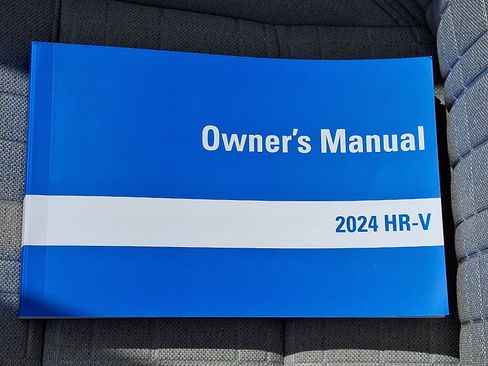 Owner's Manual
2024 HR-V